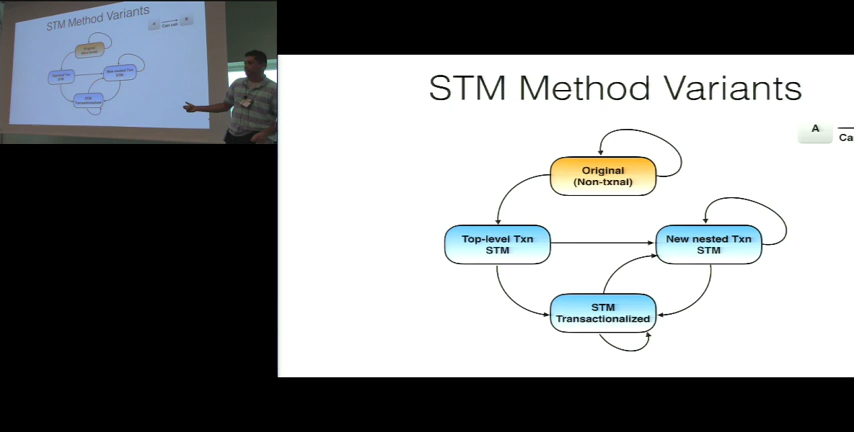 STM Method Variants
STM Method Variants
A
Ca
Original
(Non-txnal)
Top-level Txn
STM
New nested Txn
STM
STM
Transactionalized